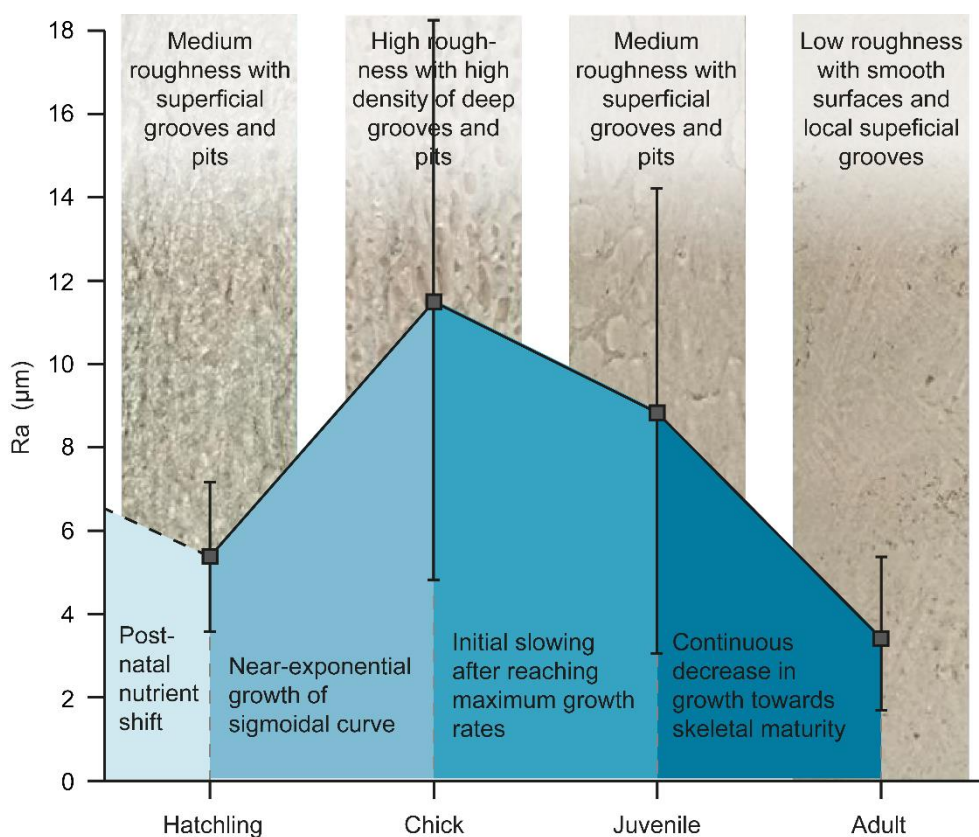 18
16
14
12
10
8
6
4
2
0
Ra (µm)
Medium
roughness with
superficial
grooves and
pits
High rough-
ness with high
density of deep
grooves and
pits
Medium
roughness with
superficial
grooves and
pits
Low roughness
with smooth
surfaces and
local supeficial
grooves
Post-
natal
nutrient
shift
Near-exponential
growth of
sigmoidal curve
Initial slowing
after reaching
maximum growth
rates
Continuous
decrease in
growth towards
skeletal maturity
Hatchling
Chick
Juvenile
Adult